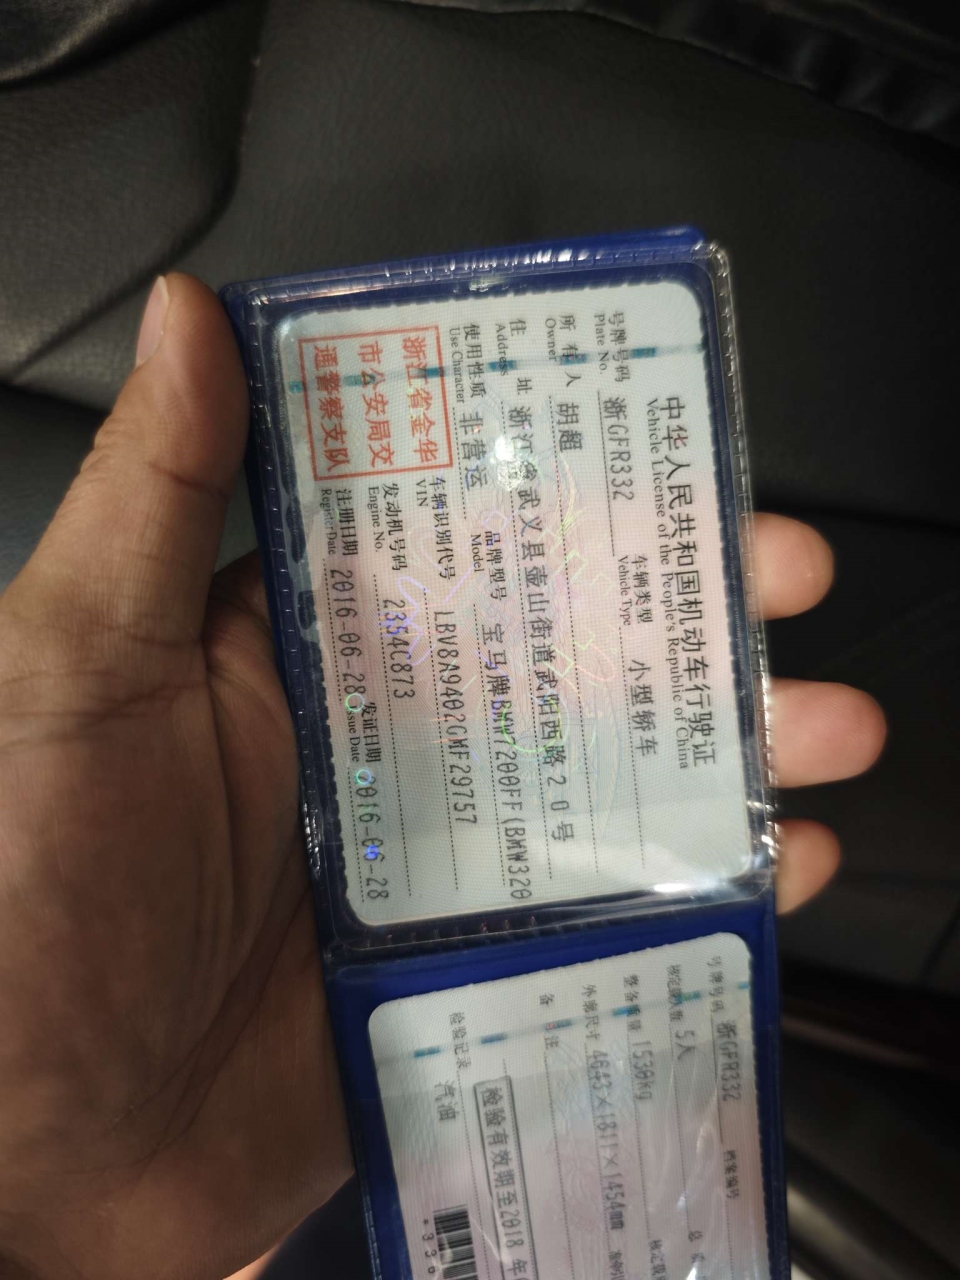 中华人民共和国机动车行驶证
Vehicle License of the People's Republic of China
号牌号码 浙GFR332 车辆类型 小型轿车
Plate No. Vehicle Type
所有人 胡超
Owner
住址 浙江省武义县壶山街道武阳西路20号
Address
使用性质 非营运 品牌型号 宝马牌BMW7200FF(BMW320
Use Character Model
浙江省金华
市公安局交
通警察支队
车辆识别代号 LBV8A9402GMF29757
VIN
发动机号码 2354C873
Engine No.
注册日期 2016-06-28 发证日期 2016-06-28
Register Date Issue Date
号牌号码 浙GFR332 档案编号
核定载人数 5人 总
整备质量 1530kg 核定载
外廓尺寸 4643×1811×1454mm
备注
检验有效期至2018年
检验记录 汽油